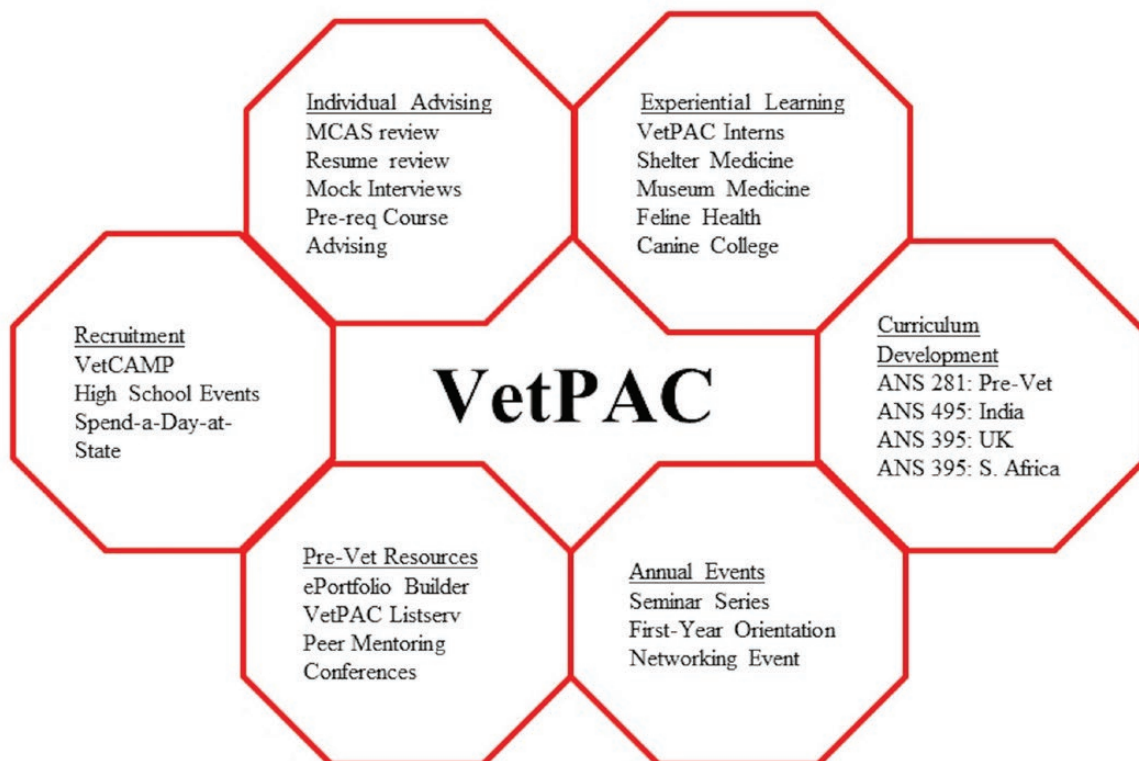 Individual Advising
MCAS review
Resume review
Mock Interviews
Pre-req Course
Advising
Experiential Learning
VetPAC Interns
Shelter Medicine
Museum Medicine
Feline Health
Canine College
Recruitment
VetCAMP
High School Events
Spend-a-Day-at-
State
VetPAC
Curriculum
Development
ANS 281: Pre-Vet
ANS 495: India
ANS 395: UK
ANS 395: S. Africa
Pre-Vet Resources
ePortfolio Builder
VetPAC Listserv
Peer Mentoring
Conferences
Annual Events
Seminar Series
First-Year Orientation
Networking Event